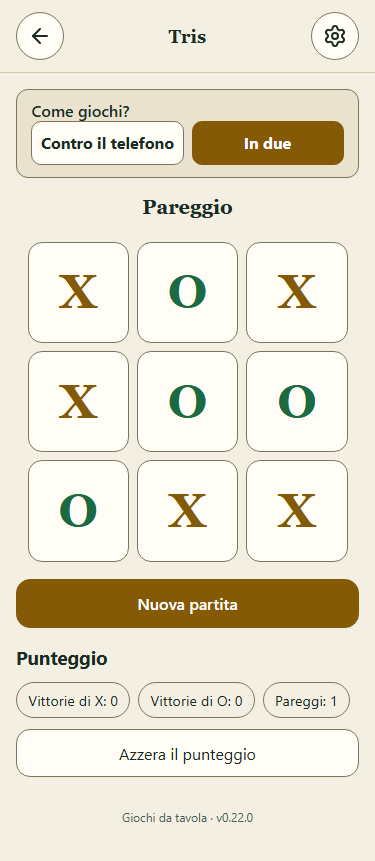 Tris
Come giochi?
Contro il telefono In due
Pareggio
X O X
X O O
O X X
Nuova partita
Punteggio
Vittorie di X: 0 Vittorie di O: 0 Pareggi: 1
Azzera il punteggio
Giochi da tavola · v0.22.0